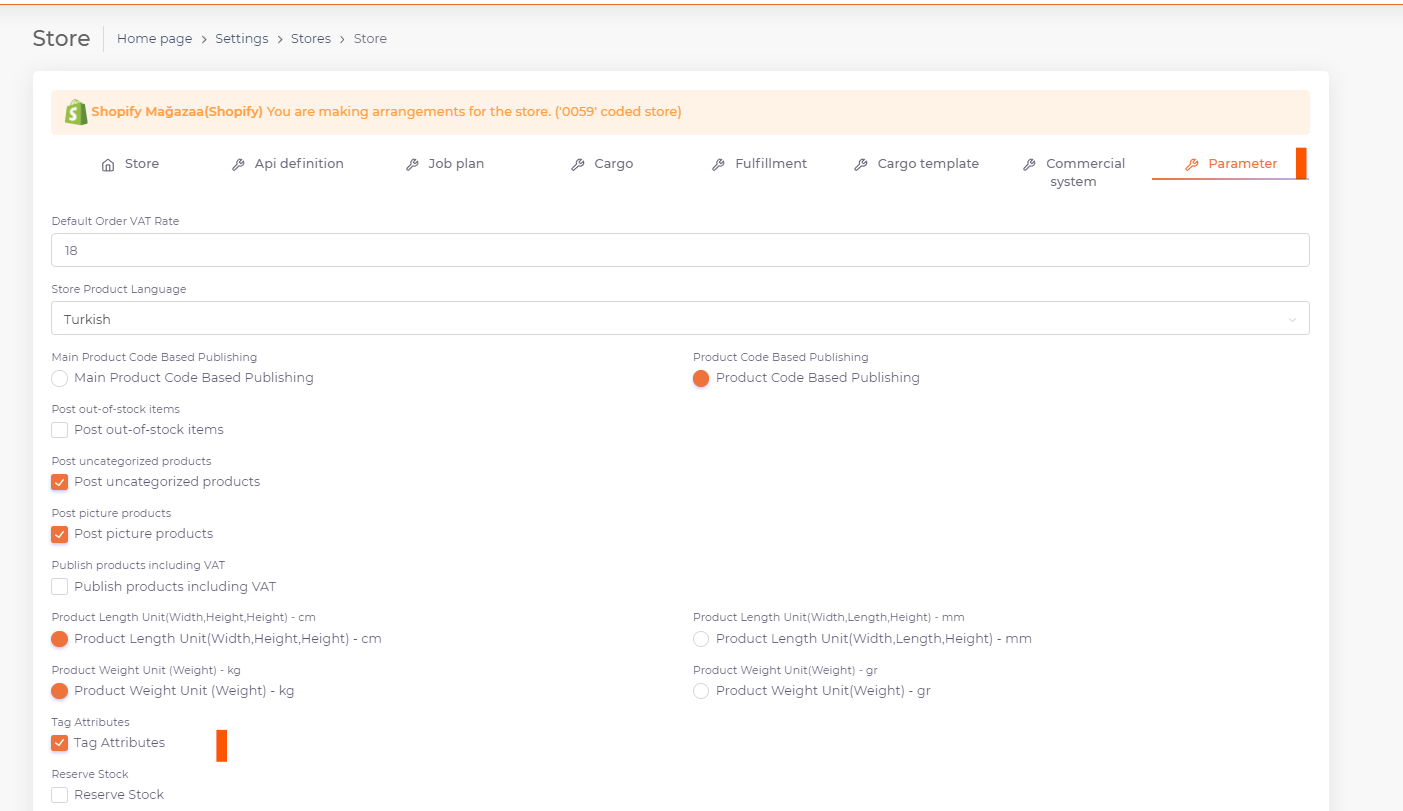 Store Home page > Settings > Stores > Store
Shopify Mağazaa(Shopify) You are making arrangements for the store. ('0059' coded store)
Store Api definition Job plan Cargo Fulfillment Cargo template Commercial system Parameter
Default Order VAT Rate
18
Store Product Language
Turkish
Main Product Code Based Publishing Product Code Based Publishing
Main Product Code Based Publishing Product Code Based Publishing
Post out-of-stock items
Post out-of-stock items
Post uncategorized products
Post uncategorized products
Post picture products
Post picture products
Publish products including VAT
Publish products including VAT
Product Length Unit(Width,Height,Height) - cm Product Length Unit(Width,Length,Height) - mm
Product Length Unit(Width,Height,Height) - cm Product Length Unit(Width,Length,Height) - mm
Product Weight Unit (Weight) - kg Product Weight Unit(Weight) - gr
Product Weight Unit (Weight) - kg Product Weight Unit(Weight) - gr
Tag Attributes
Tag Attributes
Reserve Stock
Reserve Stock